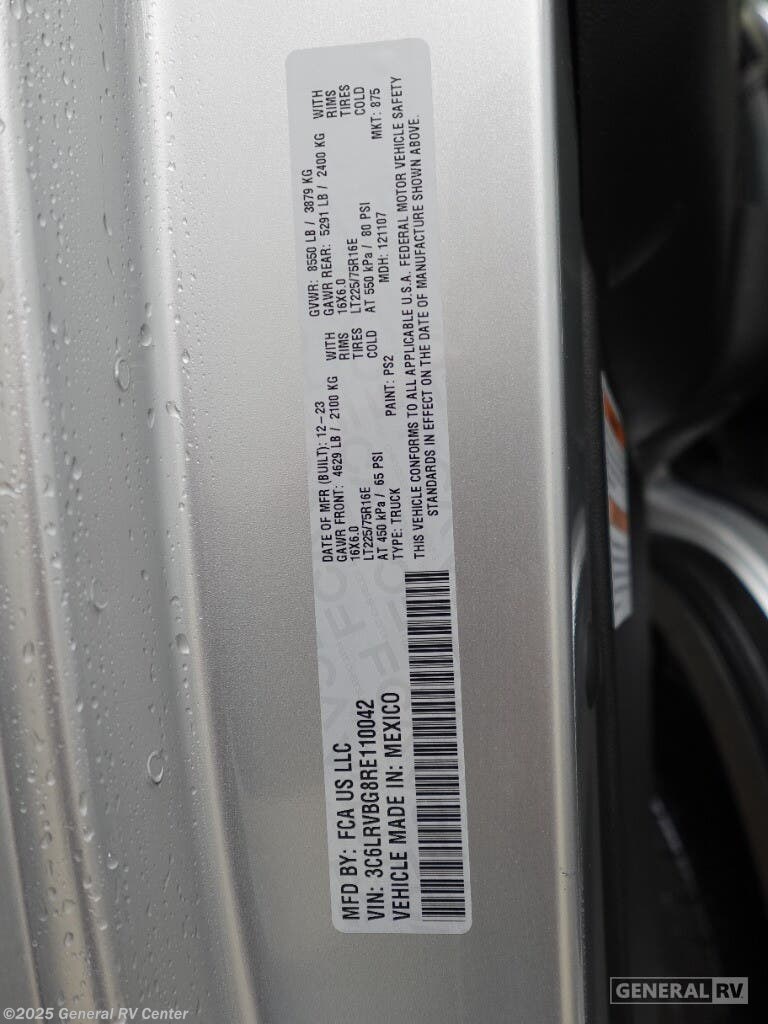 MFD BY: FCA US LLC
VIN: 3C6LRVBG8RE110042
VEHICLE MADE IN: MEXICO
DATE OF MFR (BUILT): 12-23
GAWR FRONT: 4629 LB / 2100 KG WITH
16X6.0 RIMS
LT225/75R16E TIRES
AT 450 kPa / 65 PSI COLD
TYPE: TRUCK PAINT: PS2
GVWR: 8550 LB / 3879 KG
GAWR REAR: 5291 LB / 2400 KG WITH
16X6.0 RIMS
LT225/75R16E TIRES
AT 550 kPa / 80 PSI COLD
MDH: 121107 MKT: 875
THIS VEHICLE CONFORMS TO ALL APPLICABLE U.S.A. FEDERAL MOTOR VEHICLE SAFETY
STANDARDS IN EFFECT ON THE DATE OF MANUFACTURE SHOWN ABOVE.
GENERAL RV
©2025 General RV Center